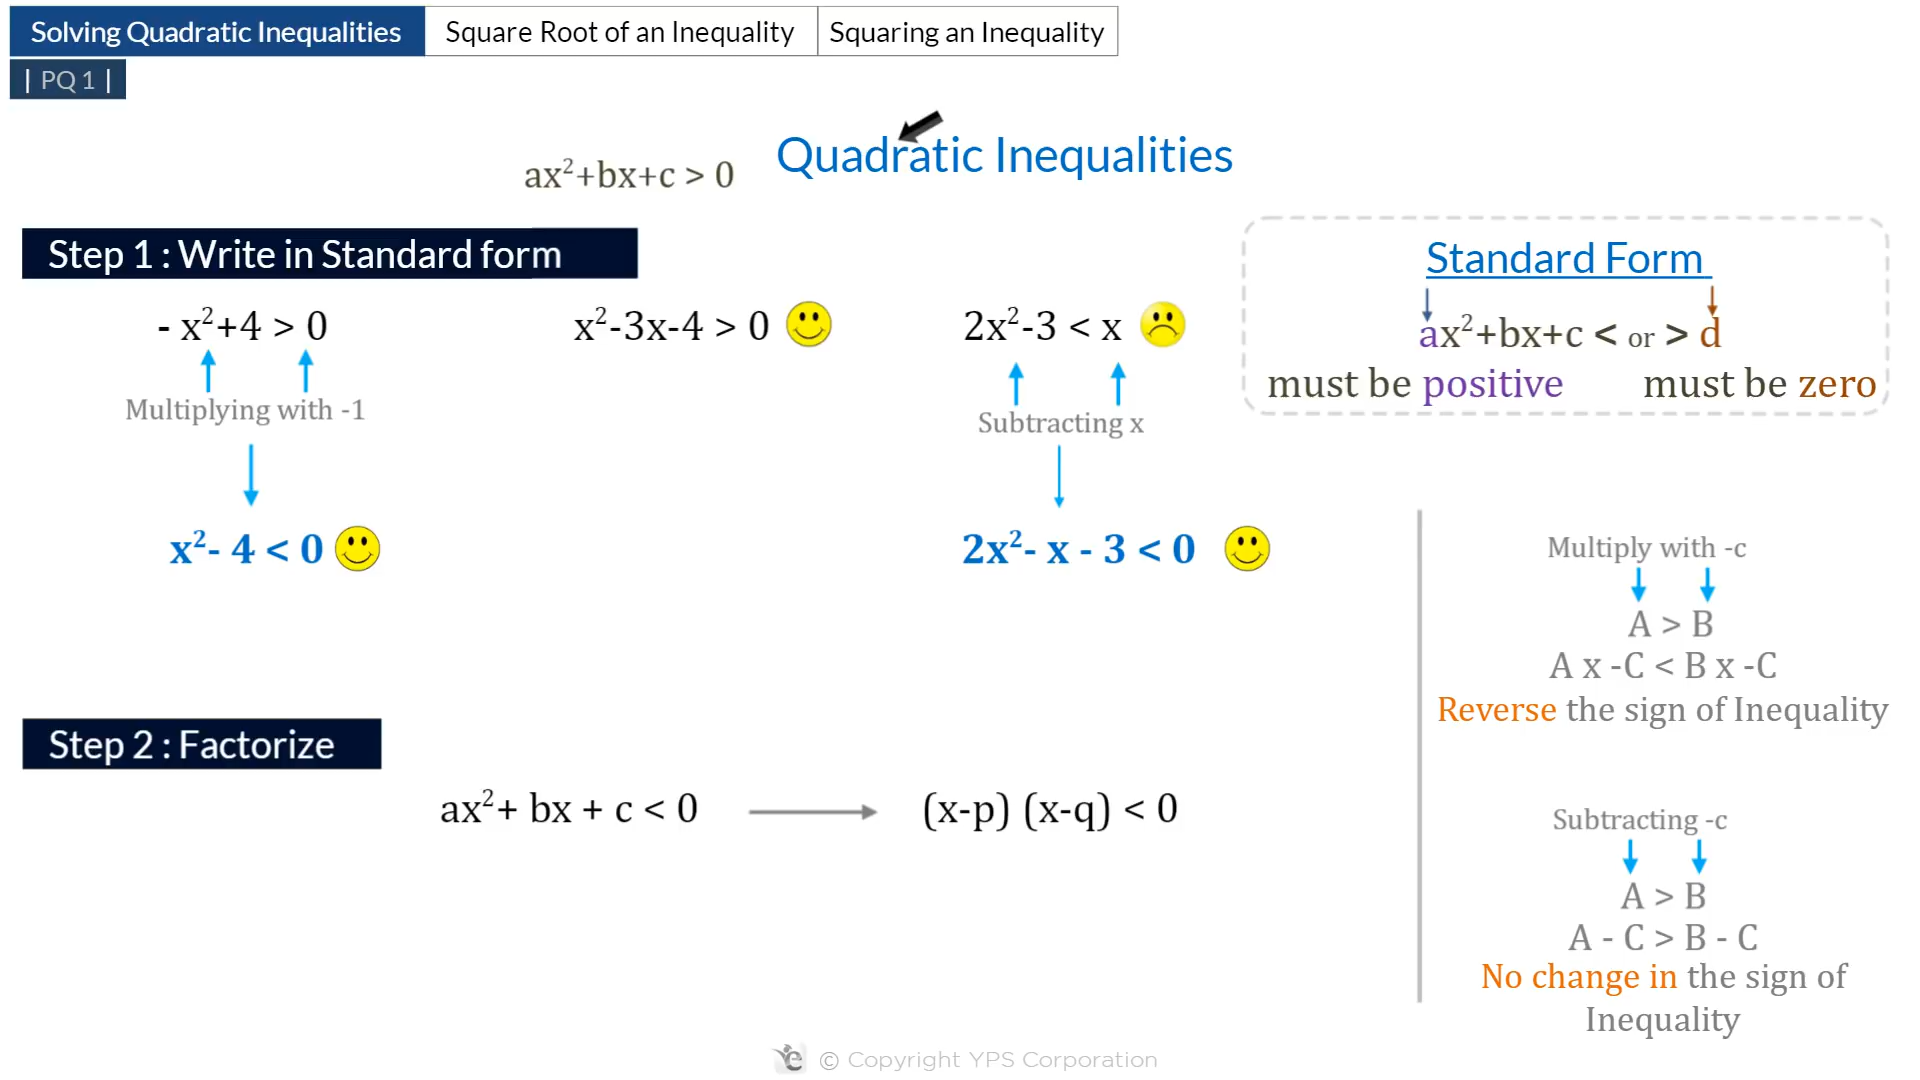 Solving Quadratic Inequalities
Square Root of an Inequality
Squaring an Inequality
| PQ 1 |
Quadratic Inequalities
ax²+bx+c > 0
Step 1 : Write in Standard form
- x²+4 > 0
Multiplying with -1
x²- 4 < 0
x²-3x-4 > 0
2x²-3 < x
Subtracting x
2x²- x - 3 < 0
Standard Form
ax²+bx+c < or > d
must be positive must be zero
Multiply with -c
A > B
A x -C < B x -C
Reverse the sign of Inequality
Step 2 : Factorize
ax²+ bx + c < 0
(x-p) (x-q) < 0
Subtracting -c
A > B
A - C > B - C
No change in the sign of
Inequality
© Copyright YPS Corporation